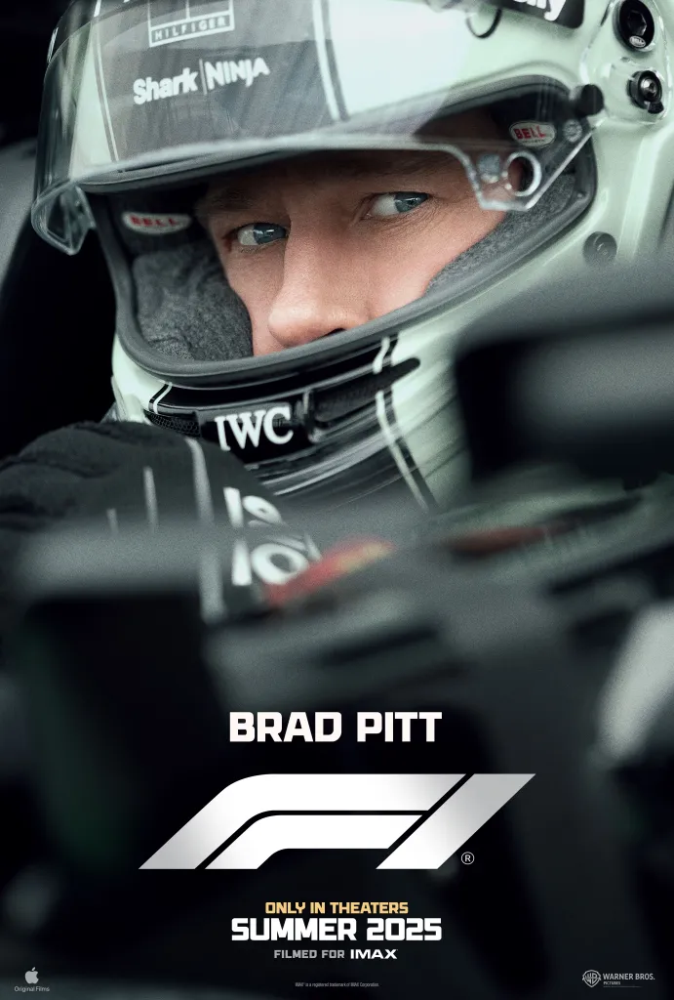 HILFIGER
Shark NINJA
BELL
BELL
IWC
BRAD PITT
F1®
ONLY IN THEATERS
SUMMER 2025
FILMED FOR IMAX
Original Films
IMAX® is a registered trademark of IMAX Corporation.
WB
WARNER BROS.
PICTURES